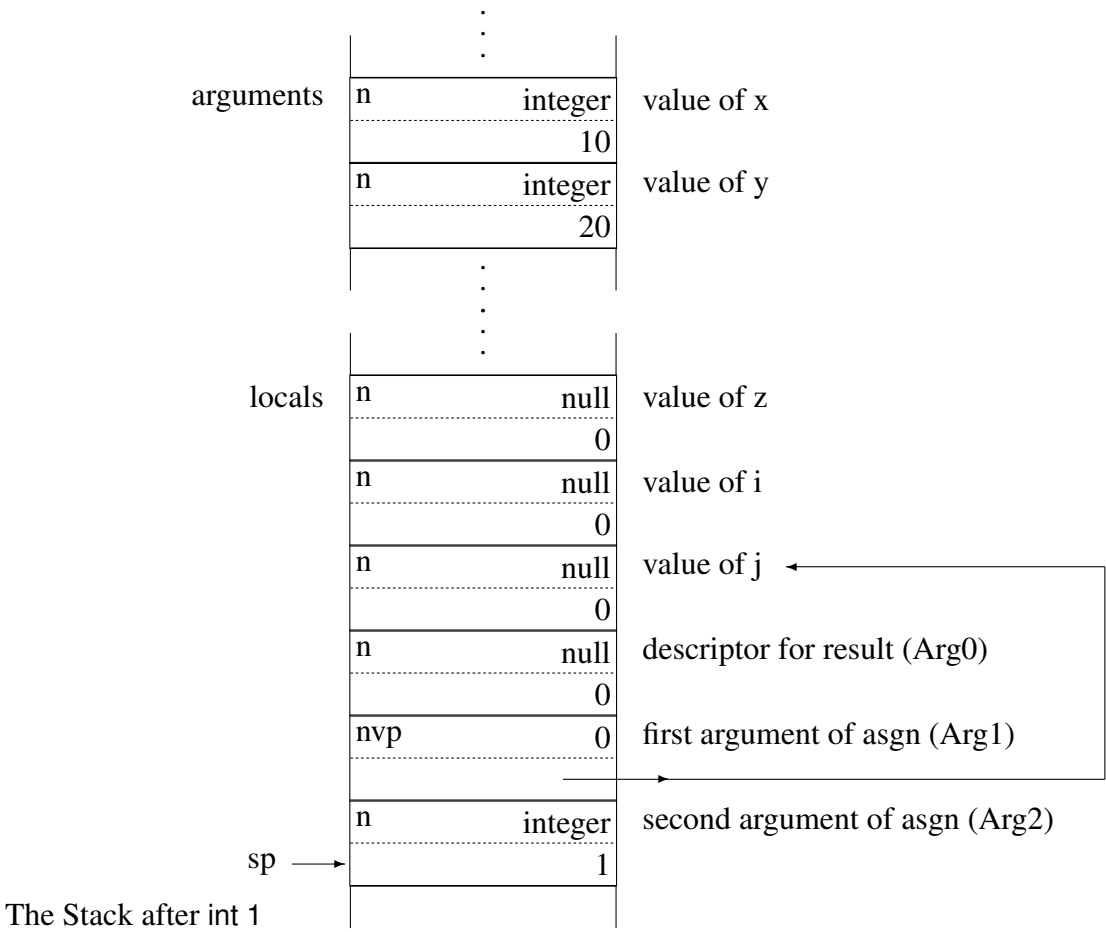 arguments n integer value of x
10
n integer value of y
20
locals n null value of z
0
n null value of i
0
n null value of j
0
n null descriptor for result (Arg0)
0
nvp 0 first argument of asgn (Arg1)
n integer second argument of asgn (Arg2)
sp 1
The Stack after int 1